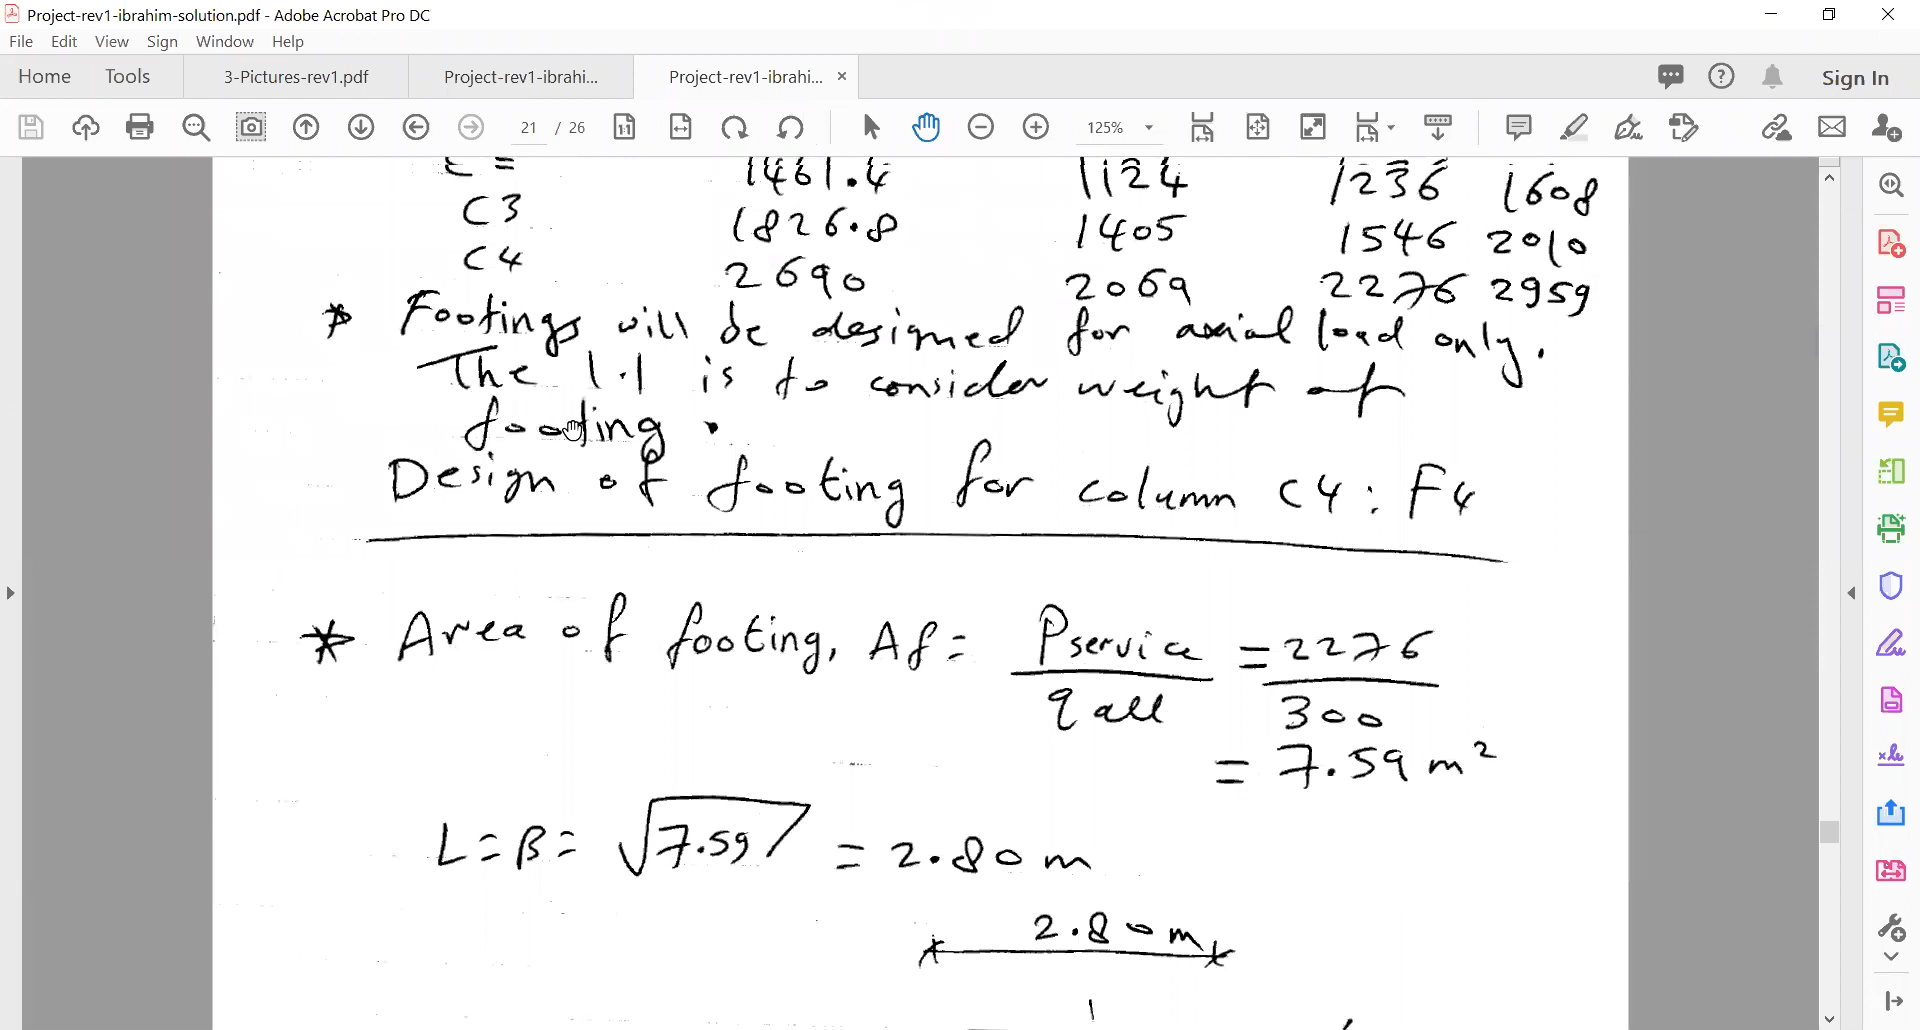 Project-rev1-ibrahim-solution.pdf - Adobe Acrobat Pro DC
File Edit View Sign Window Help
Home Tools 3-Pictures-rev1.pdf Project-rev1-ibrahi... Project-rev1-ibrahi... × Sign In
21 / 26 125%
1461.4 1124 1236 1608
C3 1826.8 1405 1546 2010
C4 2690 2069 2276 2959
* Footings will be designed for axial load only.
The 1.1 is to consider weight of
footing.
Design of footing for column C4 : F4
* Area of footing, Af = Pservice / qall = 2276 / 300
= 7.59 m²
L = B = √7.59 = 2.80 m
2.80 m